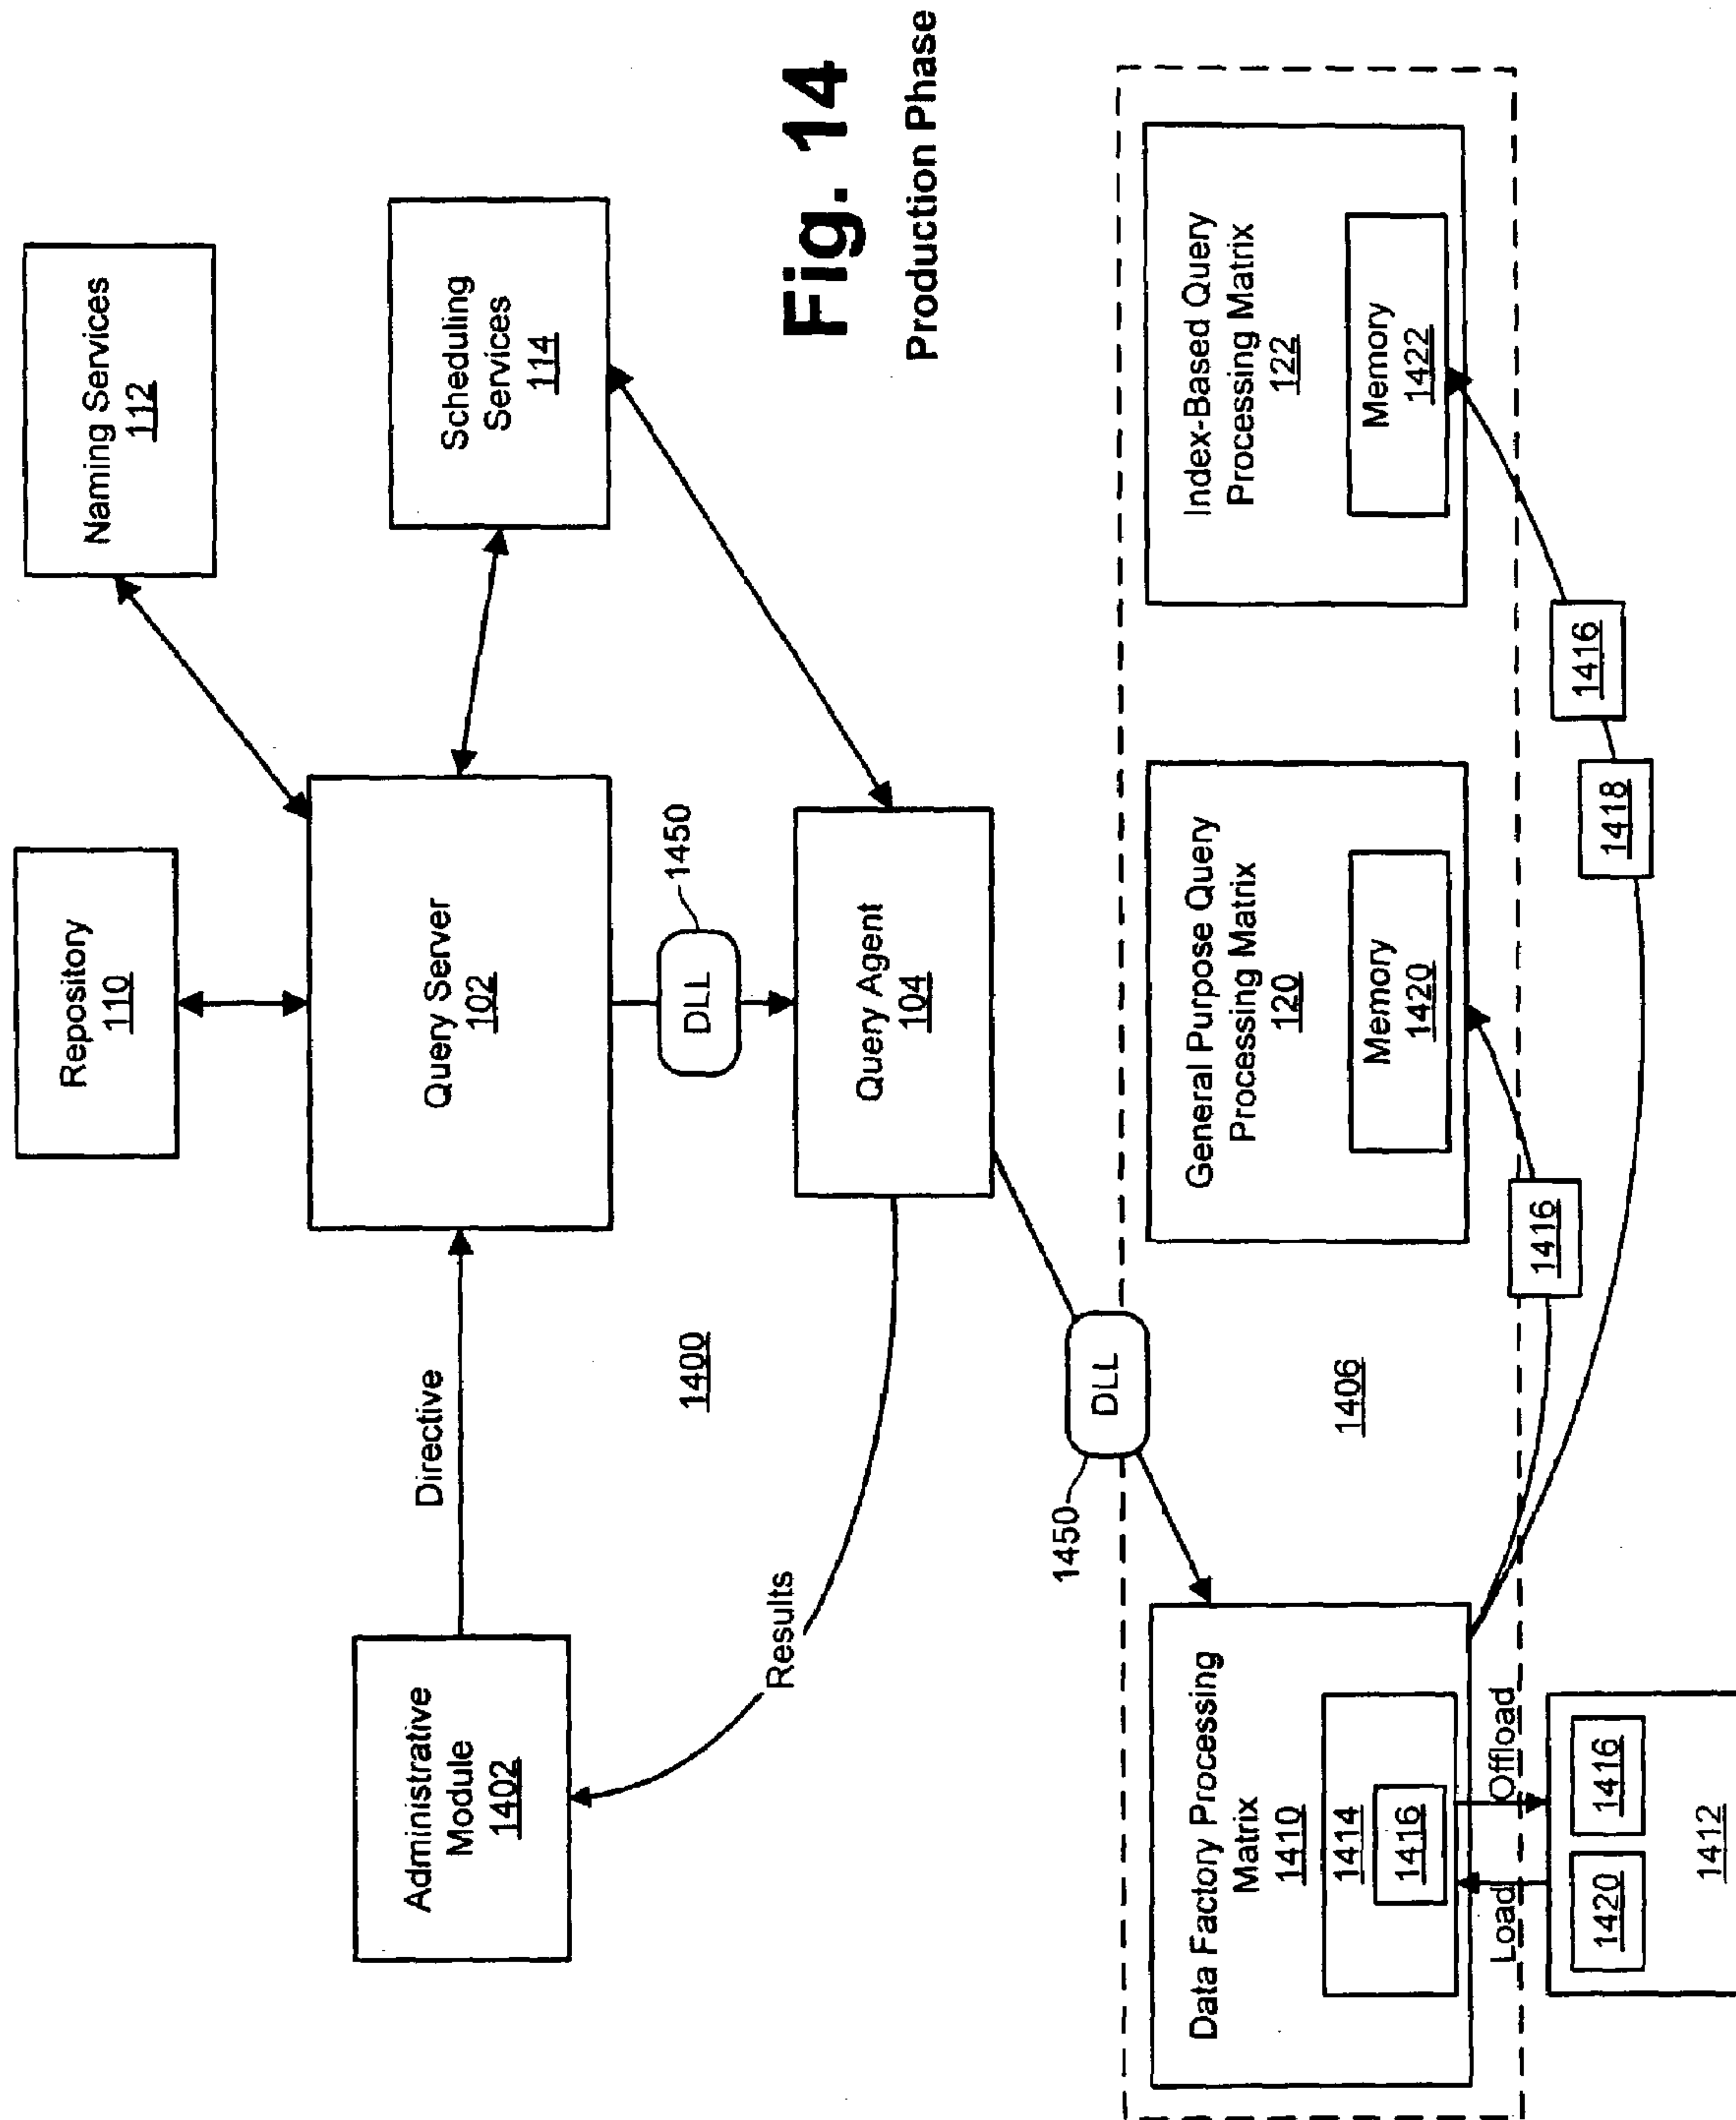 Repository
110
Naming Services
112
Administrative
Module
1402
Directive
Query Server
102
Scheduling
Services
114
1400
DLL
1450
Results
Query Agent
104
Fig. 14
Production Phase
1450
DLL
Data Factory Processing
Matrix
1410
1414
1416
1406
General Purpose Query
Processing Matrix
120
Memory
1420
Index-Based Query
Processing Matrix
122
Memory
1422
Load
Offload
1416
1416
1418
1420
1416
1412